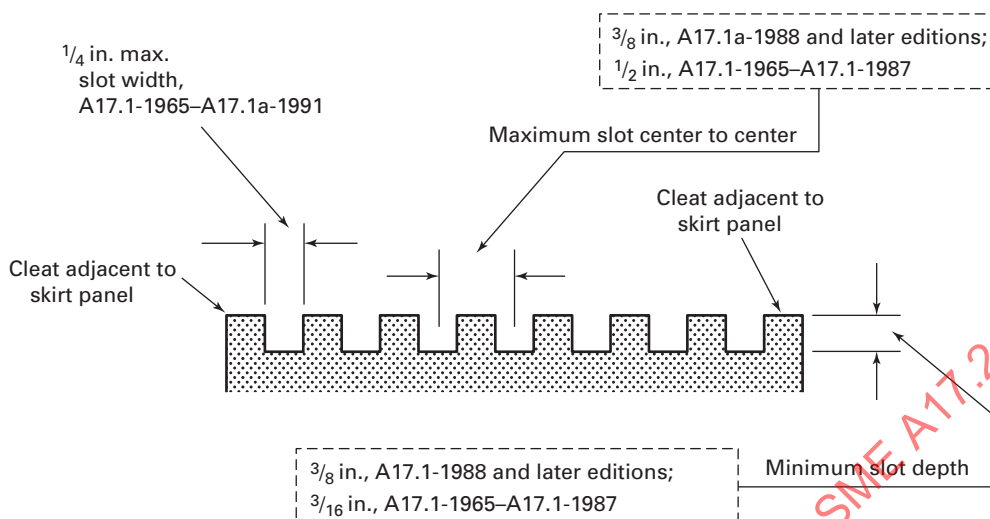 3/8 in., A17.1a-1988 and later editions;
1/2 in., A17.1-1965–A17.1-1987
1/4 in. max.
slot width,
A17.1-1965–A17.1a-1991
Maximum slot center to center
Cleat adjacent to
skirt panel
Cleat adjacent to
skirt panel
3/8 in., A17.1-1988 and later editions;
3/16 in., A17.1-1965–A17.1-1987
Minimum slot depth
SME A17.2